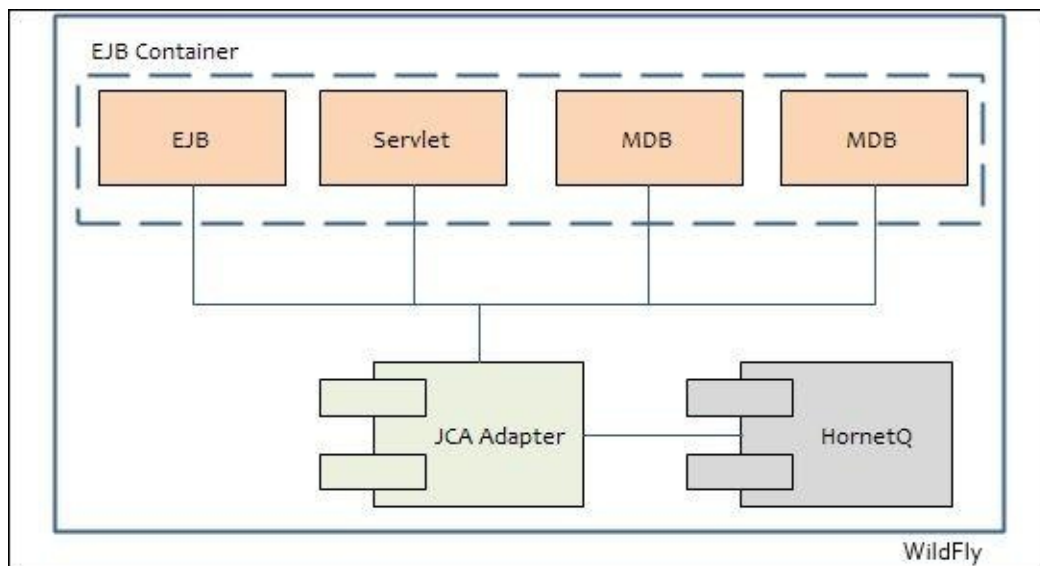 EJB Container
EJB
Servlet
MDB
MDB
JCA Adapter
HornetQ
WildFly